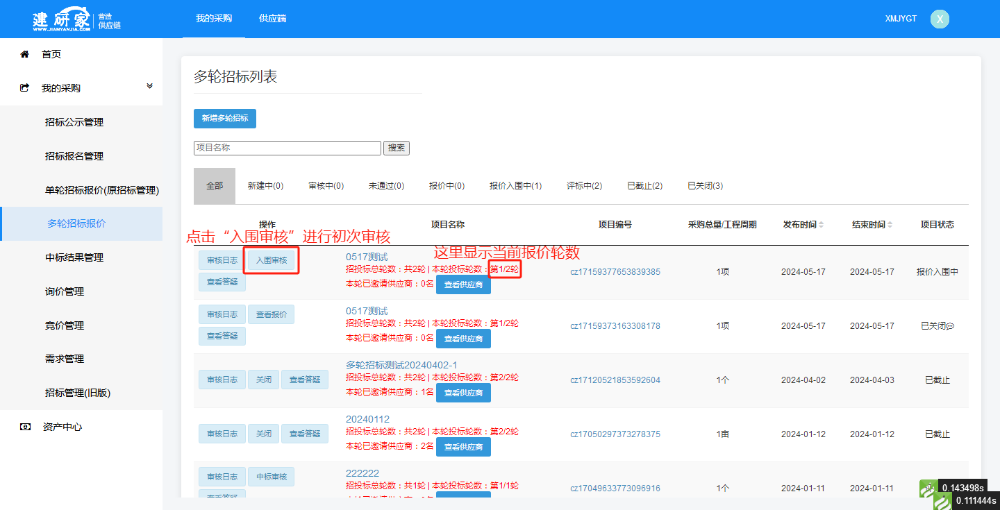 建研家
WWW.JIANYANJIA.COM
营造
供应链
我的采购
供应端
XMJYGT
X
首页
我的采购
招标公示管理
招标报名管理
单轮招标报价(原招标管理)
多轮招标报价
中标结果管理
询价管理
竞价管理
需求管理
招标管理(旧版)
资产中心
多轮招标列表
新增多轮招标
项目名称 搜索
全部 新建中(0) 审核中(0) 未通过(0) 报价中(0) 报价入围中(1) 评标中(2) 已截止(2) 已关闭(3)
操作 项目名称 项目编号 采购总量/工程周期 发布时间 结束时间 项目状态
点击“入围审核”进行初次审核
这里显示当前报价轮数
审核日志 入围审核
查看答疑
0517测试
招投标总轮数：共2轮 | 本轮投标轮数：第1/2轮
本轮已邀请供应商：0名 查看供应商
cz17159377653839385 1项 2024-05-17 2024-05-17 报价入围中
审核日志 查看报价
查看答疑
0517测试
招投标总轮数：共2轮 | 本轮投标轮数：第1/2轮
本轮已邀请供应商：0名 查看供应商
cz17159373163308178 1项 2024-05-17 2024-05-17 已关闭
审核日志 关闭 查看答疑
多轮招标测试20240402-1
招投标总轮数：共2轮 | 本轮投标轮数：第2/2轮
本轮已邀请供应商：1名 查看供应商
cz17120521853592604 1个 2024-04-02 2024-04-03 已截止
审核日志 关闭 查看答疑
20240112
招投标总轮数：共2轮 | 本轮投标轮数：第2/2轮
本轮已邀请供应商：2名 查看供应商
cz17050297373278375 1亩 2024-01-12 2024-01-12 已截止
审核日志 中标审核
查看答疑
222222
招投标总轮数：共1轮 | 本轮投标轮数：第1/1轮
cz17049633773096916 1个 2024-01-11 2024-01-11
0.143498s
0.111444s